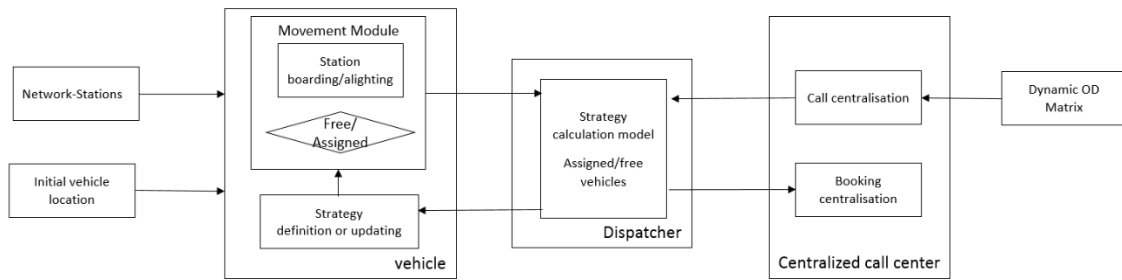 Network-Stations
Initial vehicle
location
Movement Module
Station
boarding/alighting
Free/
Assigned
Strategy
definition or updating
vehicle
Strategy
calculation model
Assigned/free
vehicles
Dispatcher
Call centralisation
Booking
centralisation
Centralized call center
Dynamic OD
Matrix